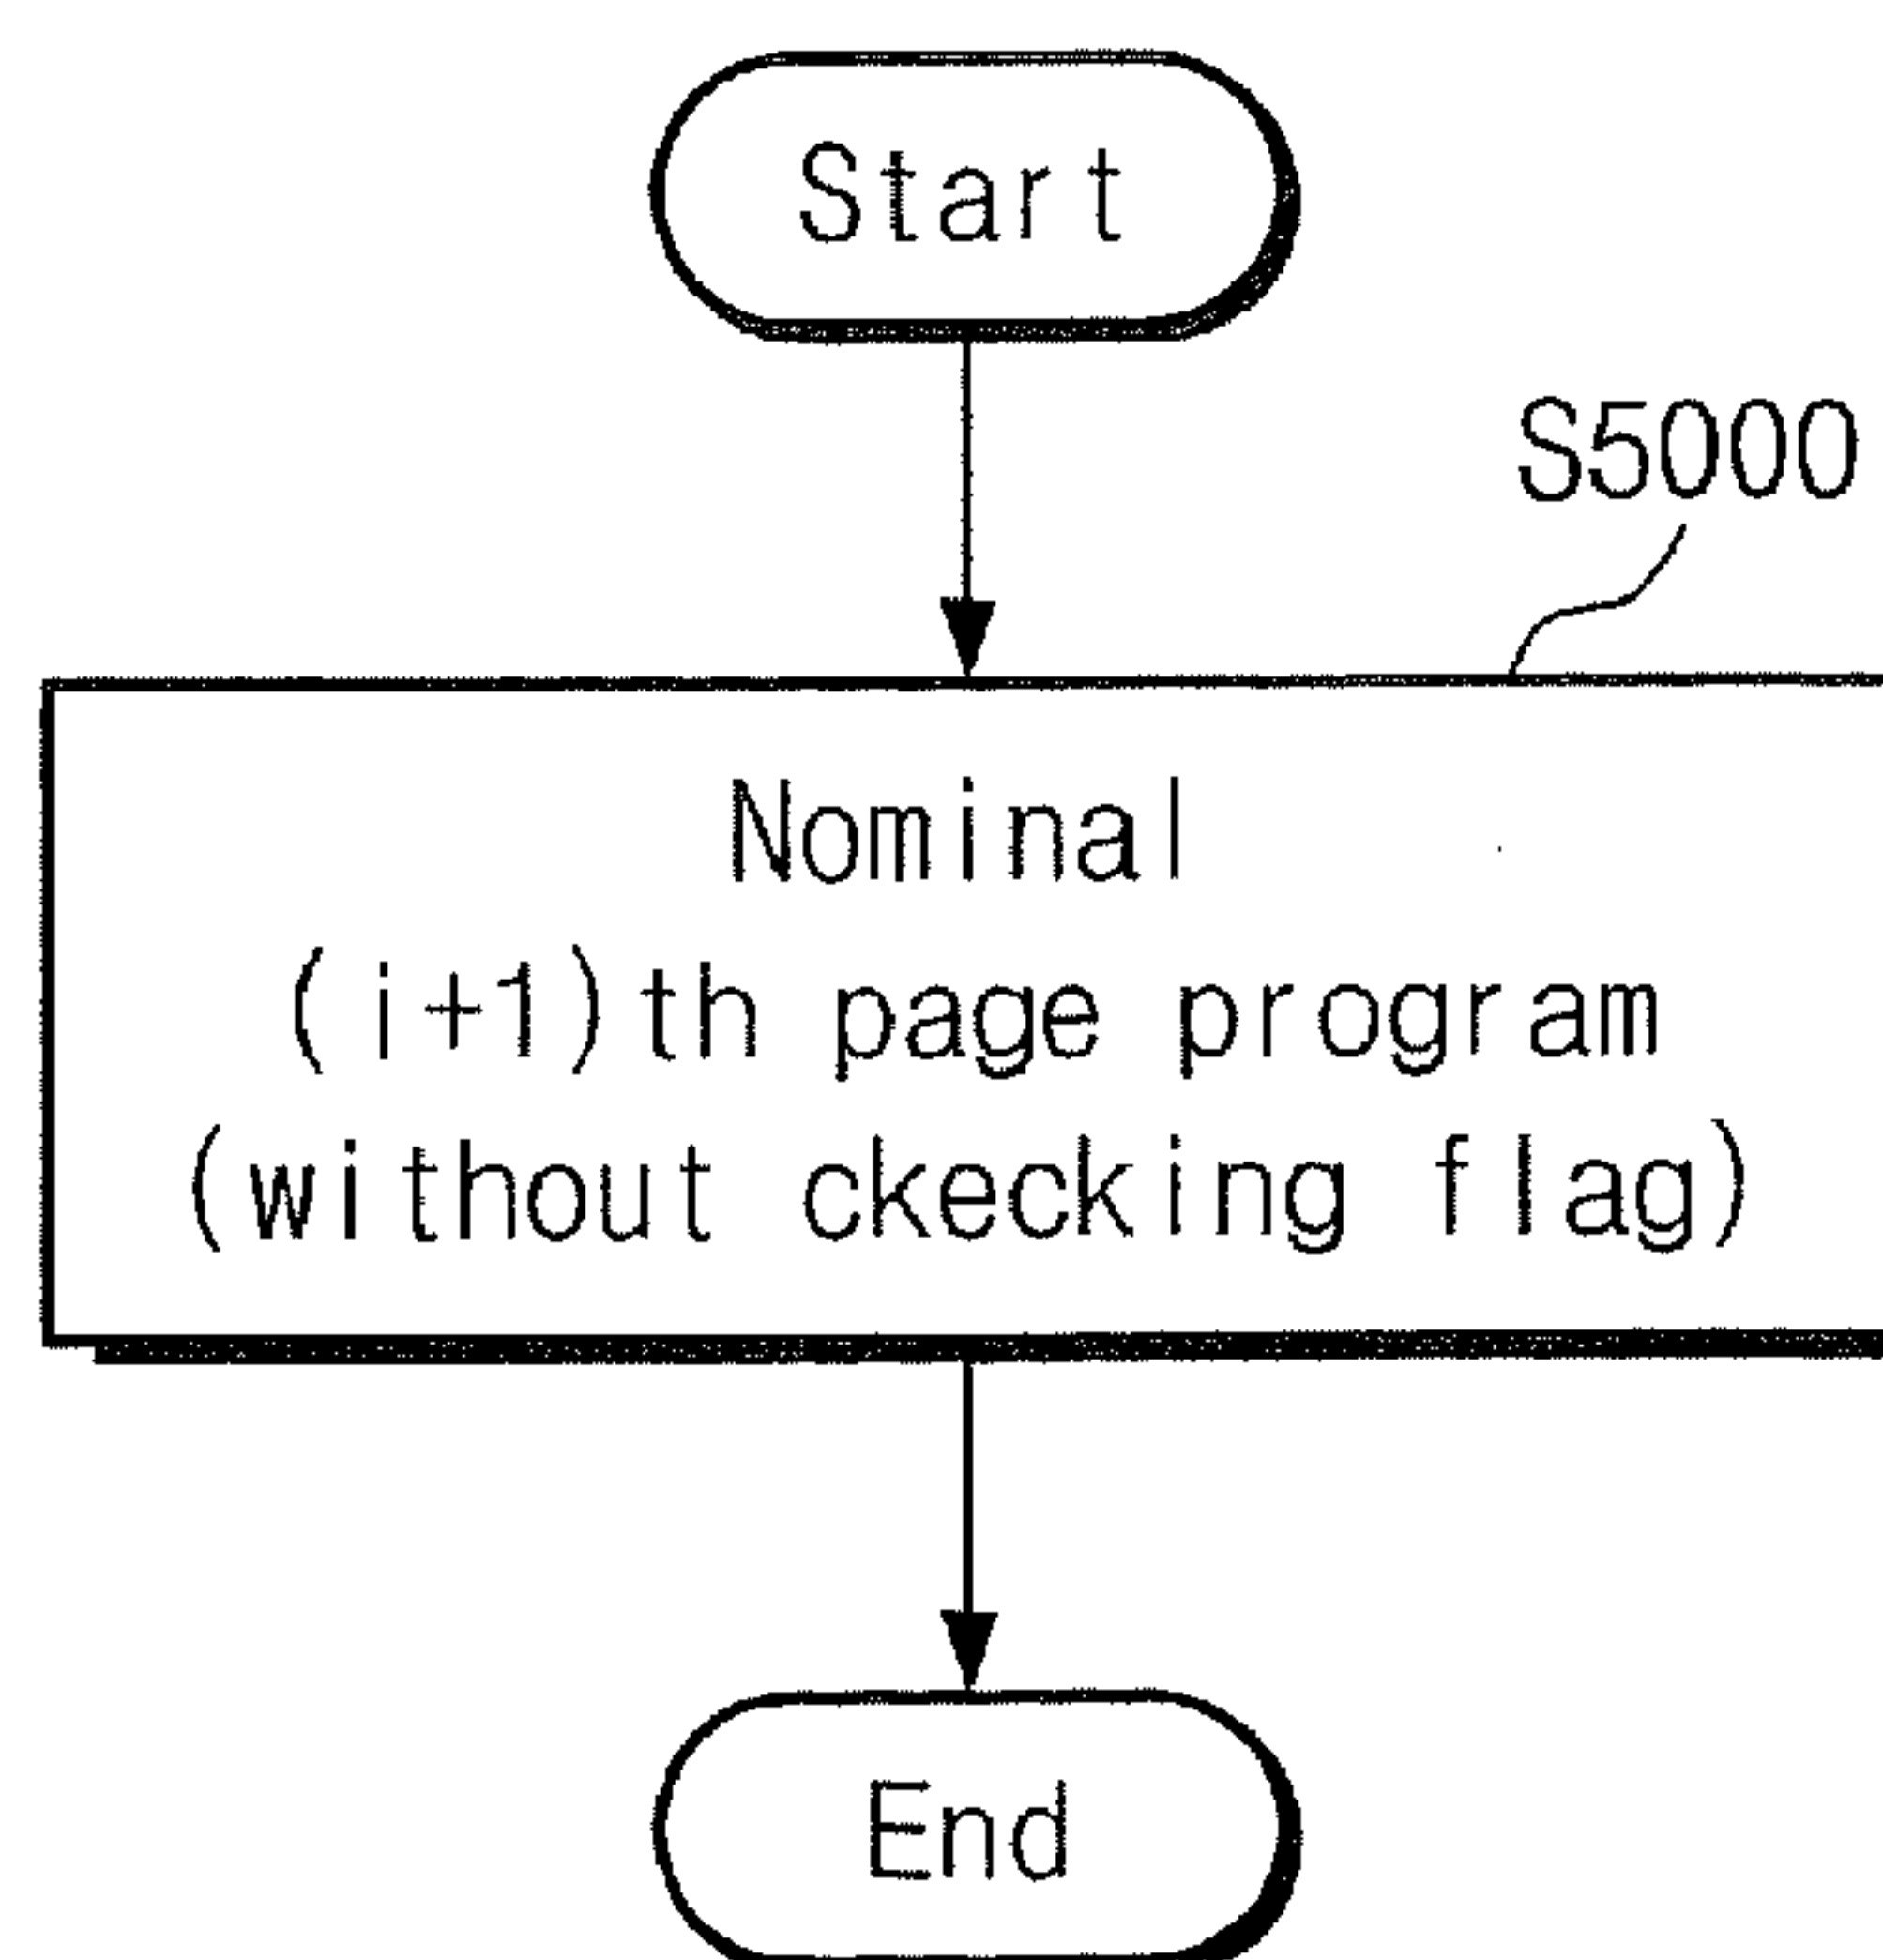 Start
S5000
Nominal
(i+1)th page program
(without ckecking flag)
End